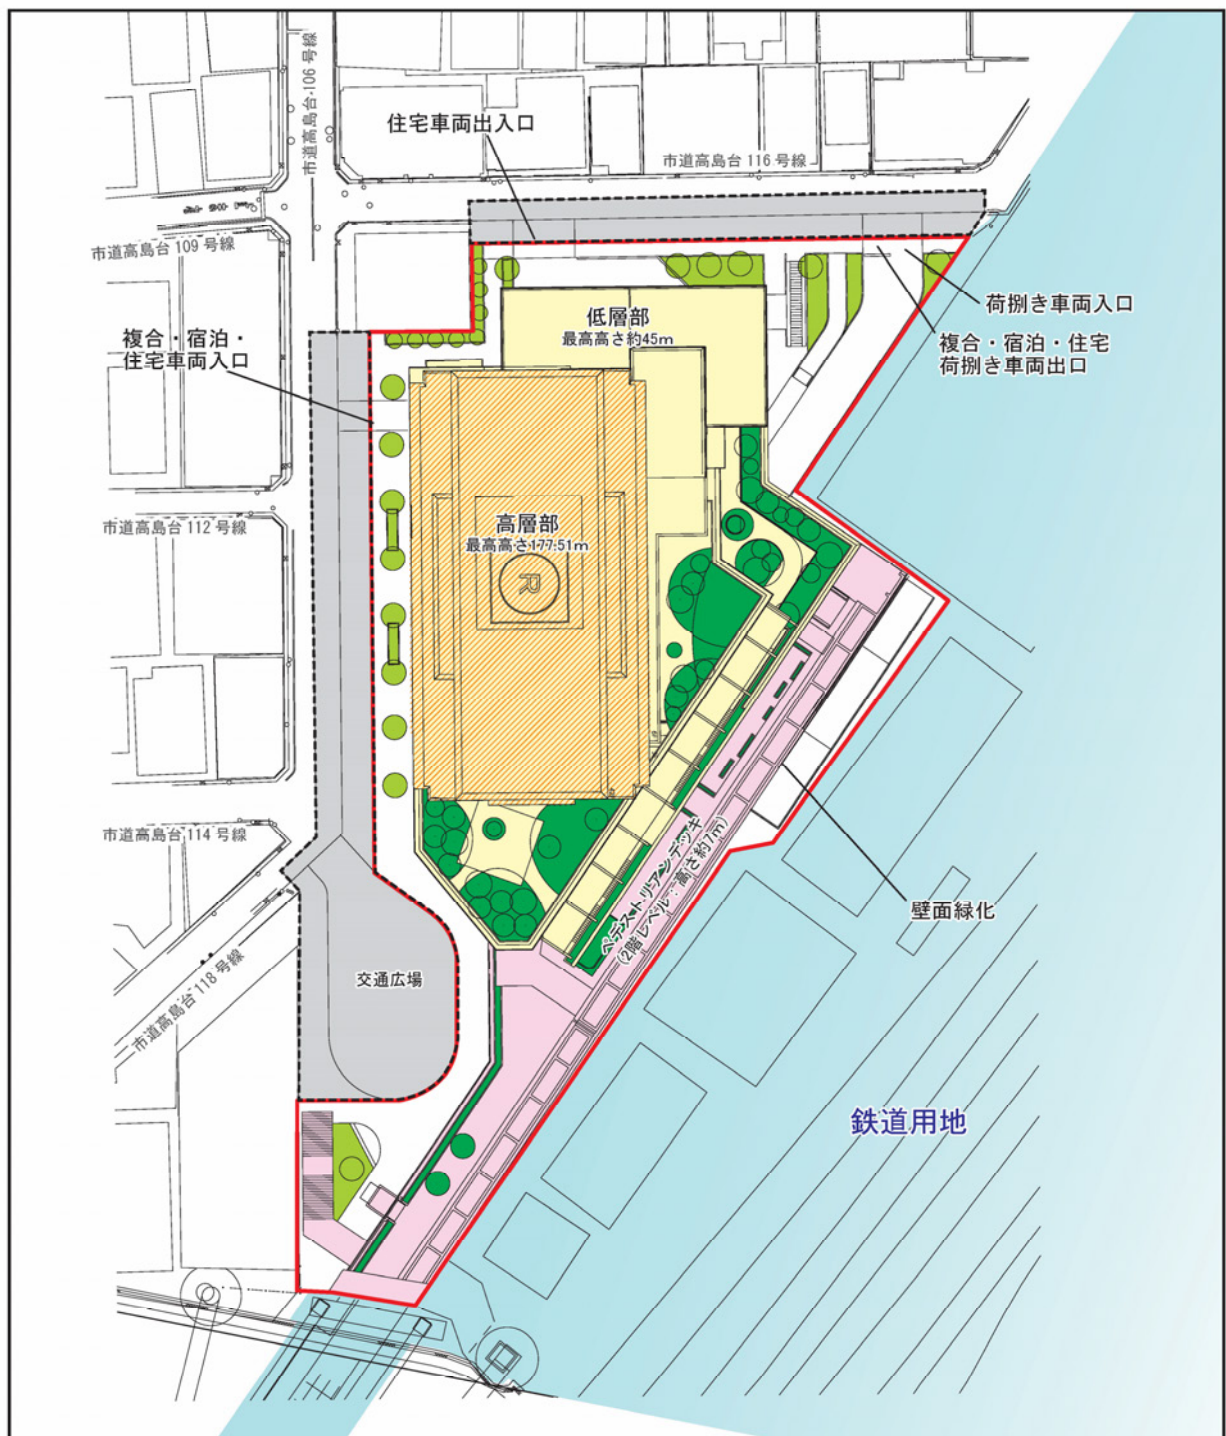 市道高島台106号線
住宅車両出入口
市道高島台116号線
市道高島台109号線
荷捌き車両入口
複合・宿泊・住宅
荷捌き車両出口
複合・宿泊・
住宅車両入口
低層部
最高高さ約45m
市道高島台112号線
高層部
最高高さ177.51m
R
市道高島台114号線
ペデストリアンデッキ
(2階レベル:高さ約7m)
壁面緑化
市道高島台118号線
交通広場
鉄道用地